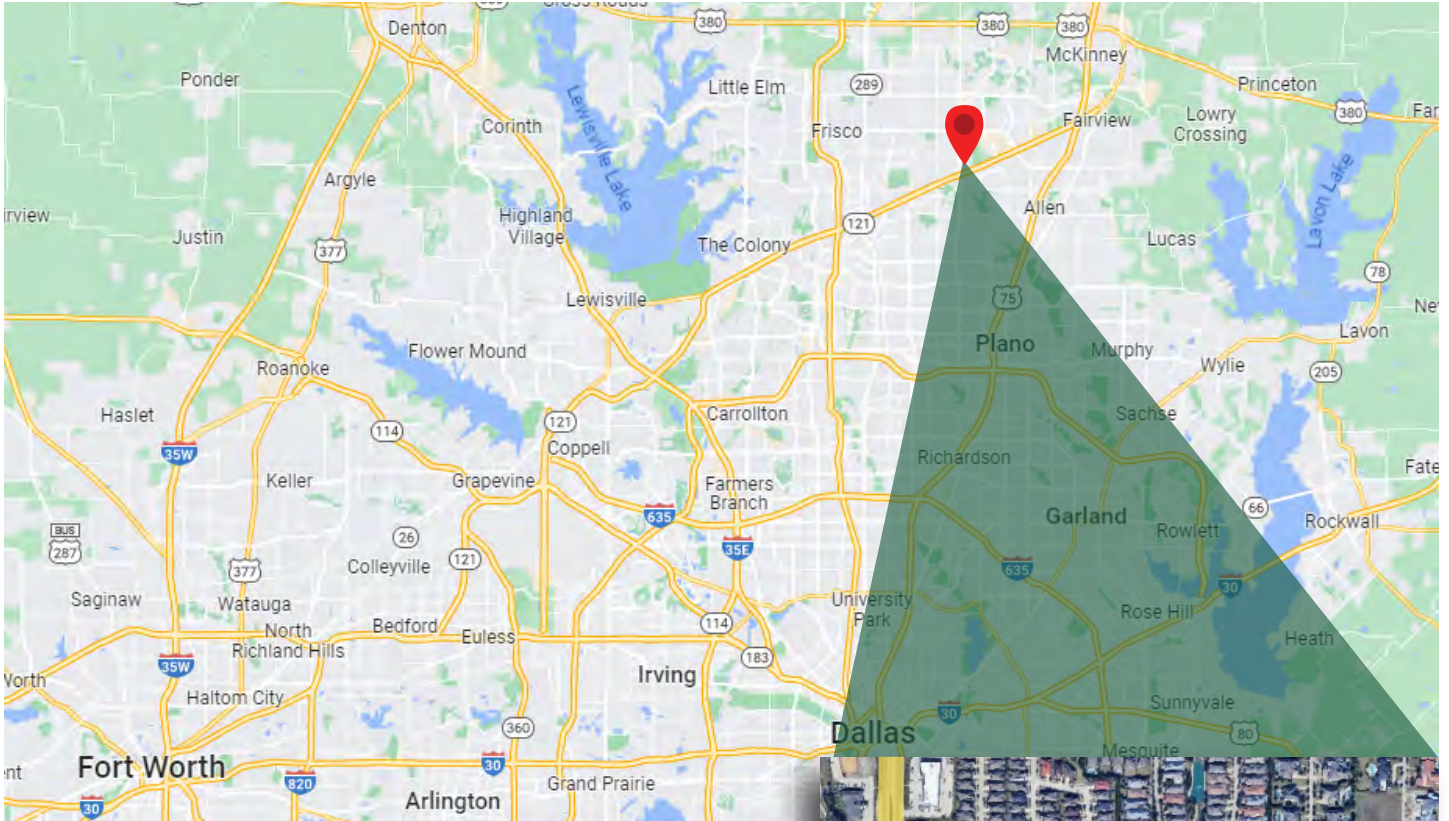 Cross Roads
380
380
380
Denton
McKinney
Ponder
Little Elm
289
Princeton
380
Lewisville Lake
Corinth
Frisco
Fairview
Lowry
Crossing
Argyle
Highland
Village
Allen
Lavon Lake
Justin
377
121
The Colony
Lucas
78
Lewisville
75
Plano
Lavon
Flower Mound
Murphy
Wylie
Roanoke
205
Haslet
114
121
Carrollton
Sachse
35W
Coppell
Richardson
Keller
Grapevine
Farmers
Branch
635
Garland
66
Rockwall
BUS
287
26
35E
Rowlett
121
Colleyville
377
635
30
Saginaw
Watauga
University
Park
Rose Hill
North
Richland Hills
Bedford
Euless
114
Heath
35W
183
Irving
Haltom City
Sunnyvale
360
30
Dallas
80
Mesquite
Fort Worth
820
30
Grand Prairie
Arlington
30